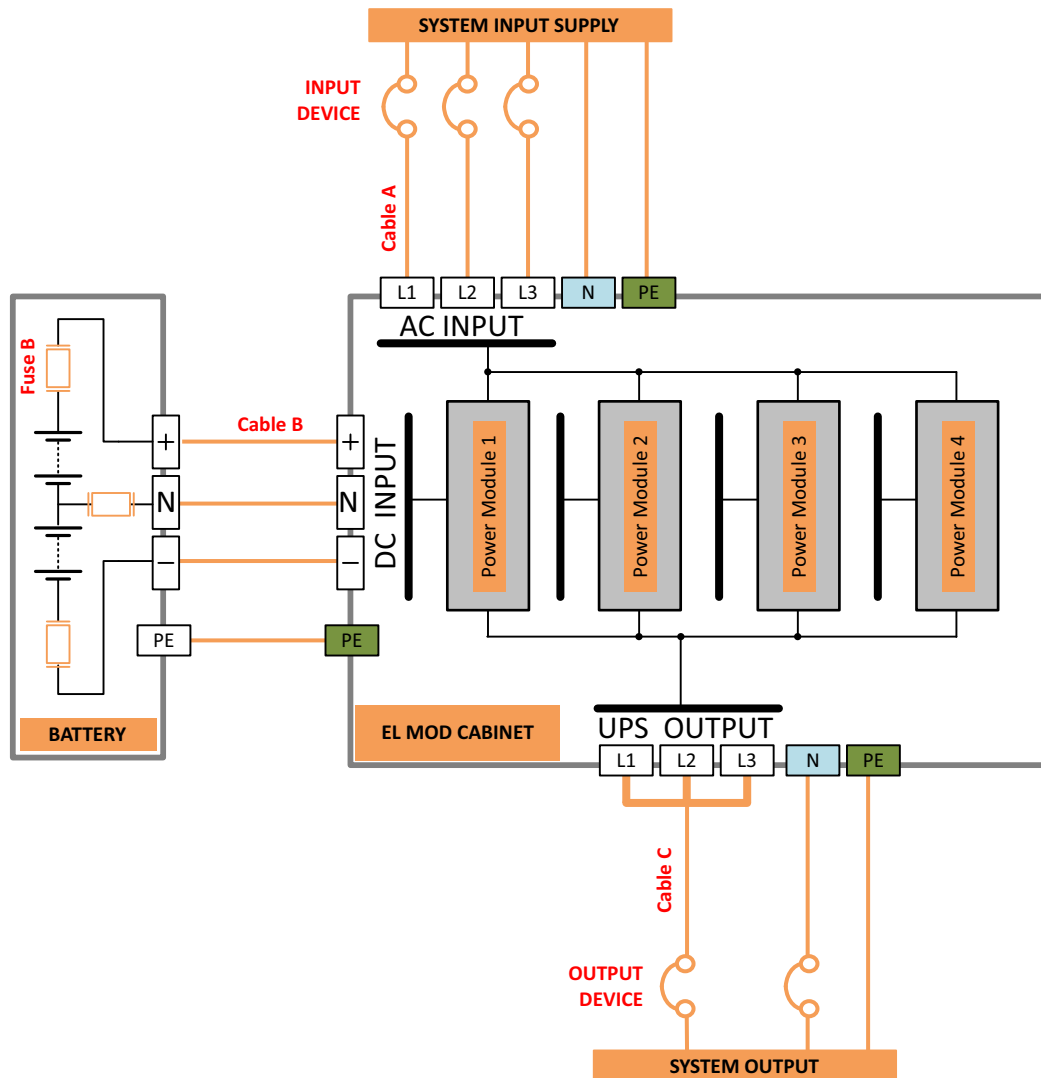 SYSTEM INPUT SUPPLY
INPUT
DEVICE
Cable A
L1
L2
L3
N
PE
AC INPUT
Fuse B
Cable B
+
N
−
PE
BATTERY
+
N
−
PE
DC INPUT
Power Module 1
Power Module 2
Power Module 3
Power Module 4
EL MOD CABINET
UPS OUTPUT
L1
L2
L3
N
PE
Cable C
OUTPUT
DEVICE
SYSTEM OUTPUT